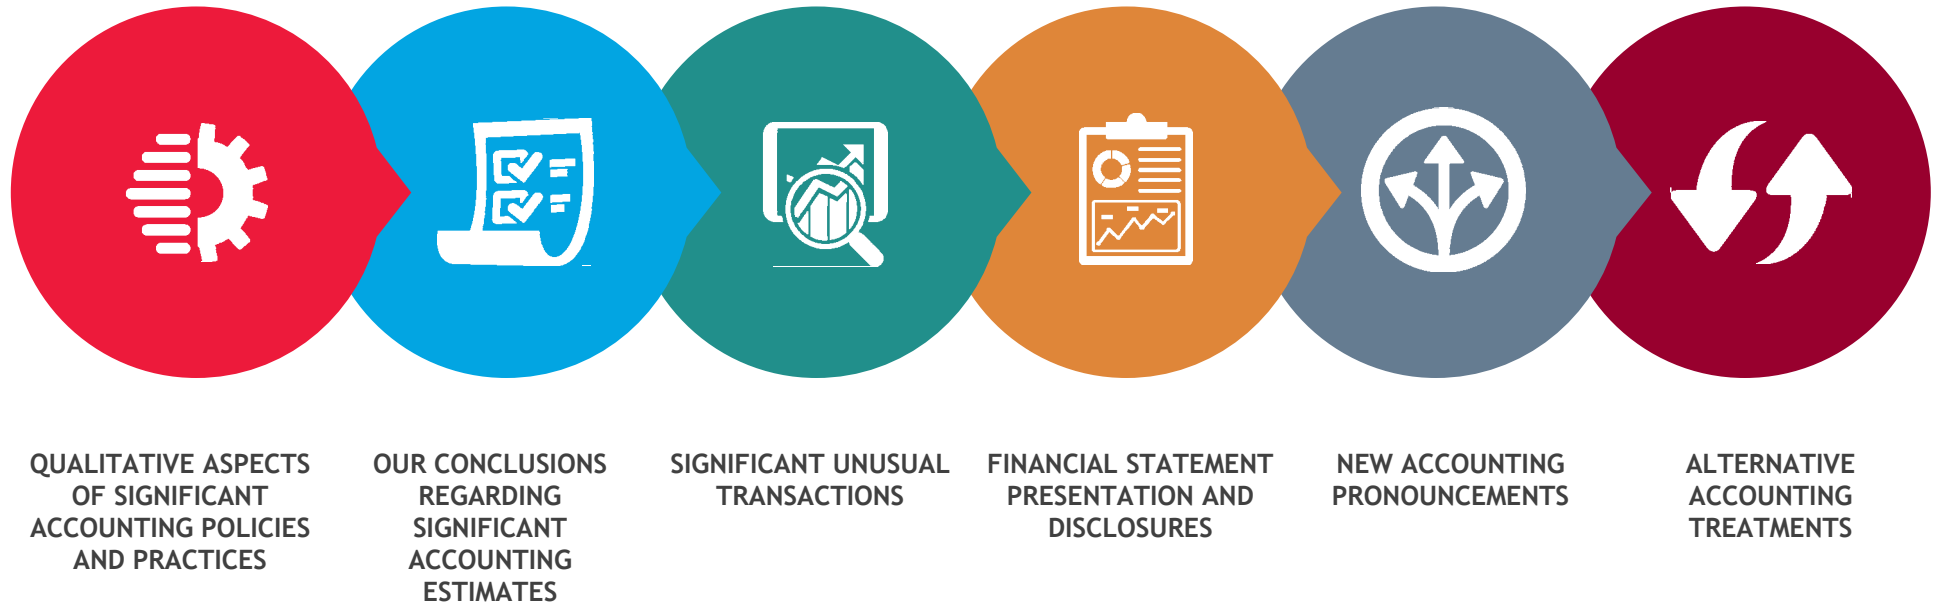 QUALITATIVE ASPECTS
OF SIGNIFICANT
ACCOUNTING POLICIES
AND PRACTICES
OUR CONCLUSIONS
REGARDING
SIGNIFICANT
ACCOUNTING
ESTIMATES
SIGNIFICANT UNUSUAL
TRANSACTIONS
FINANCIAL STATEMENT
PRESENTATION AND
DISCLOSURES
NEW ACCOUNTING
PRONOUNCEMENTS
ALTERNATIVE
ACCOUNTING
TREATMENTS